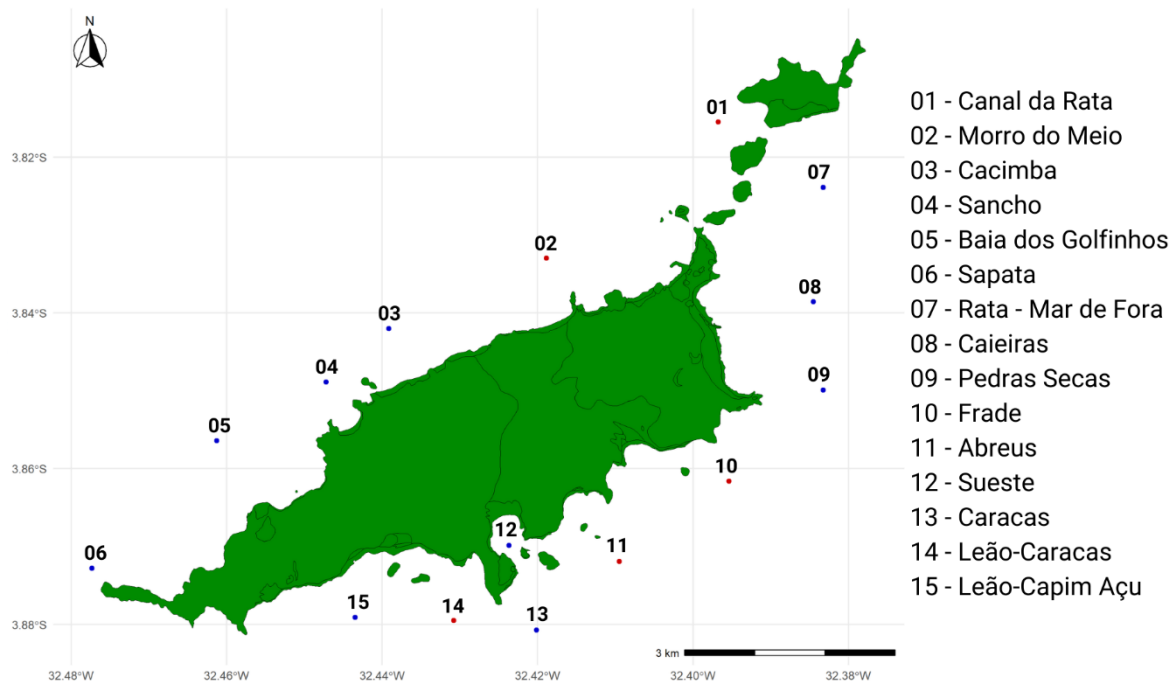 N
01
02
03
04
05
06
07
08
09
10
11
12
13
14
15
3.82°S
3.84°S
3.86°S
3.88°S
32.48°W
32.46°W
32.44°W
32.42°W
32.40°W
32.38°W
3 km
01 - Canal da Rata
02 - Morro do Meio
03 - Cacimba
04 - Sancho
05 - Baia dos Golfinhos
06 - Sapata
07 - Rata - Mar de Fora
08 - Caieiras
09 - Pedras Secas
10 - Frade
11 - Abreus
12 - Sueste
13 - Caracas
14 - Leão-Caracas
15 - Leão-Capim Açu